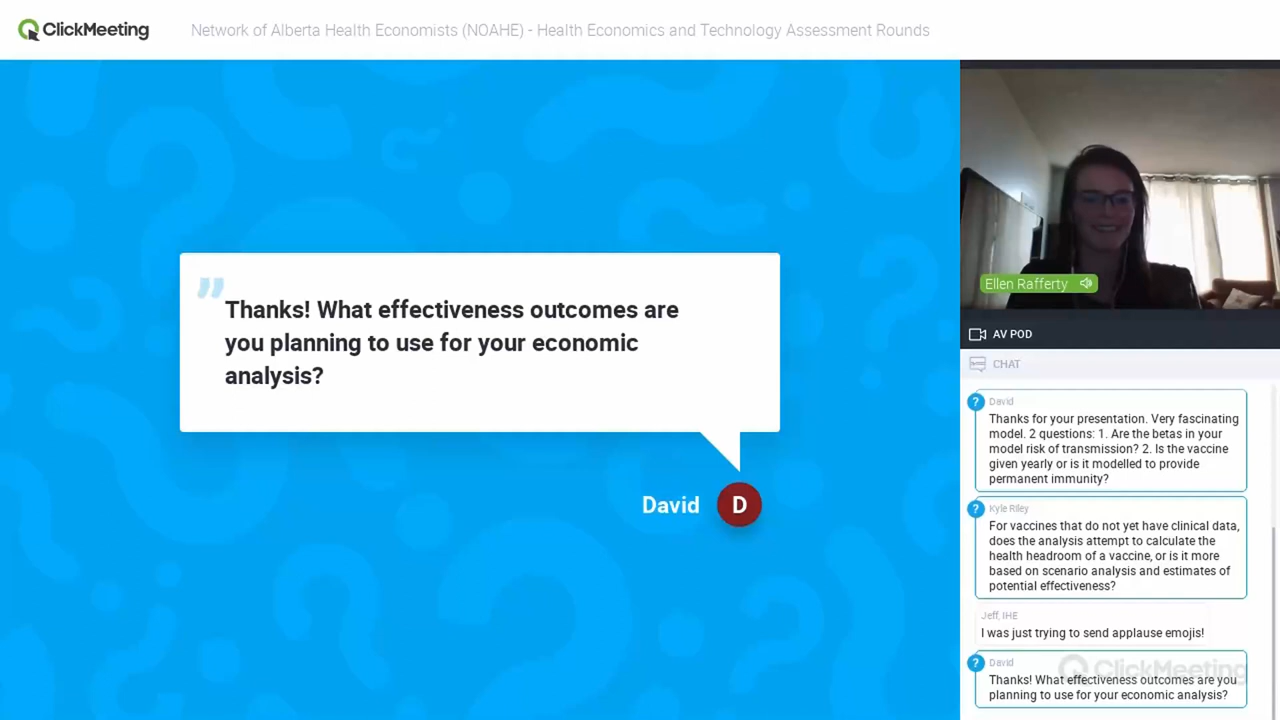 ClickMeeting
Network of Alberta Health Economists (NOAHE) - Health Economics and Technology Assessment Rounds
Thanks! What effectiveness outcomes are
you planning to use for your economic
analysis?
David
D
Ellen Rafferty
AV POD
CHAT
?
David
Thanks for your presentation. Very fascinating
model. 2 questions: 1. Are the betas in your
model risk of transmission? 2. Is the vaccine
given yearly or is it modelled to provide
permanent immunity?
?
Kyle Riley
For vaccines that do not yet have clinical data,
does the analysis attempt to calculate the
health headroom of a vaccine, or is it more
based on scenario analysis and estimates of
potential effectiveness?
Jeff, IHE
I was just trying to send applause emojis!
?
David
Thanks! What effectiveness outcomes are you
planning to use for your economic analysis?
ClickMeeting